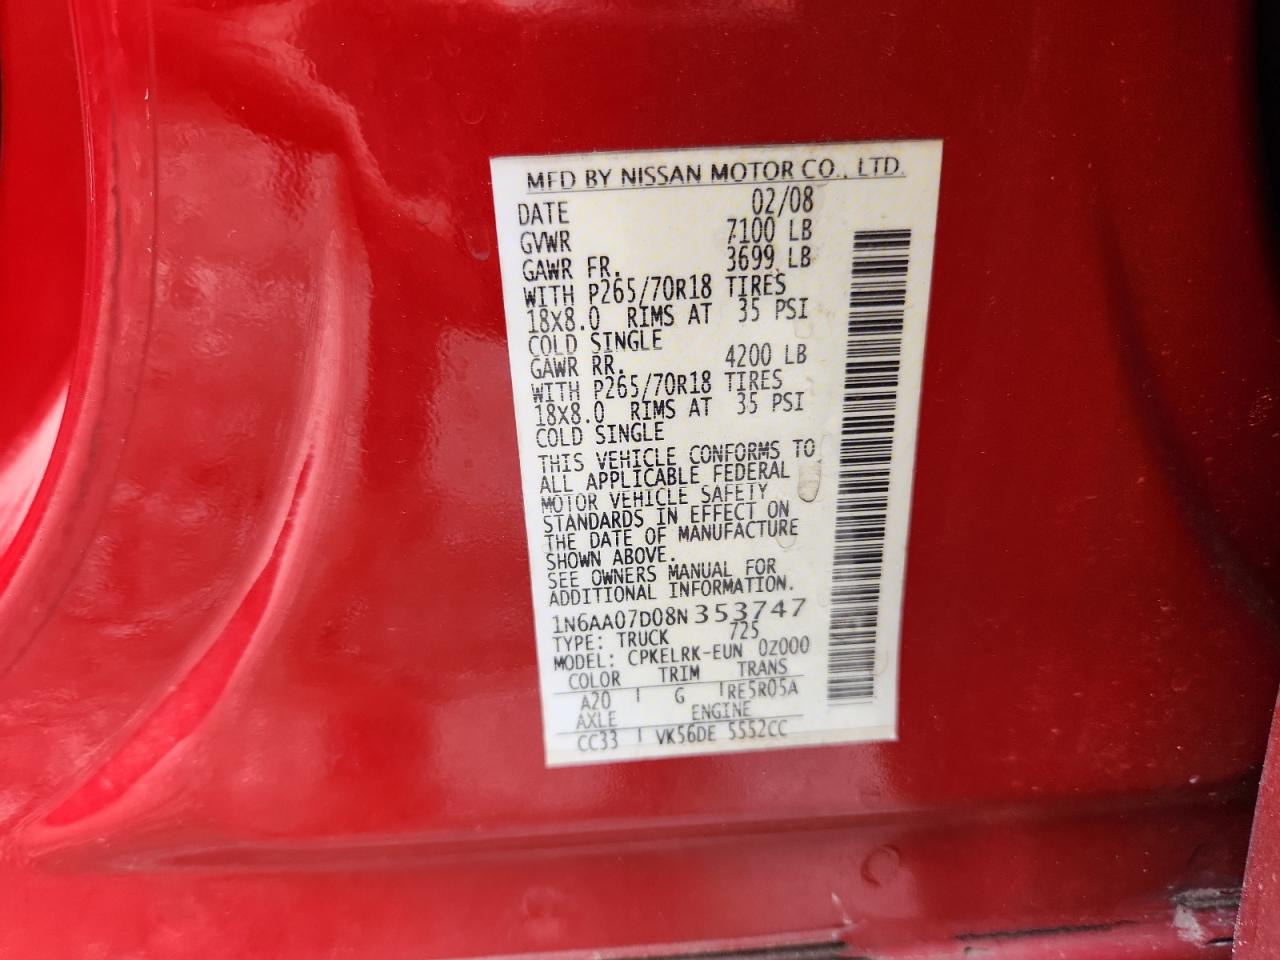 MFD BY NISSAN MOTOR CO., LTD.
DATE 02/08
GVWR 7100 LB
GAWR FR. 3699 LB
WITH P265/70R18 TIRES
18X8.0 RIMS AT 35 PSI
COLD SINGLE
GAWR RR. 4200 LB
WITH P265/70R18 TIRES
18X8.0 RIMS AT 35 PSI
COLD SINGLE
THIS VEHICLE CONFORMS TO
ALL APPLICABLE FEDERAL
MOTOR VEHICLE SAFETY
STANDARDS IN EFFECT ON
THE DATE OF MANUFACTURE
SHOWN ABOVE.
SEE OWNERS MANUAL FOR
ADDITIONAL INFORMATION.
1N6AA07D08N353747
TYPE: TRUCK 725
MODEL: CPKELRK-EUN 0Z000
COLOR TRIM TRANS
A20 G RE5R05A
AXLE ENGINE
CC33 VK56DE 5552CC